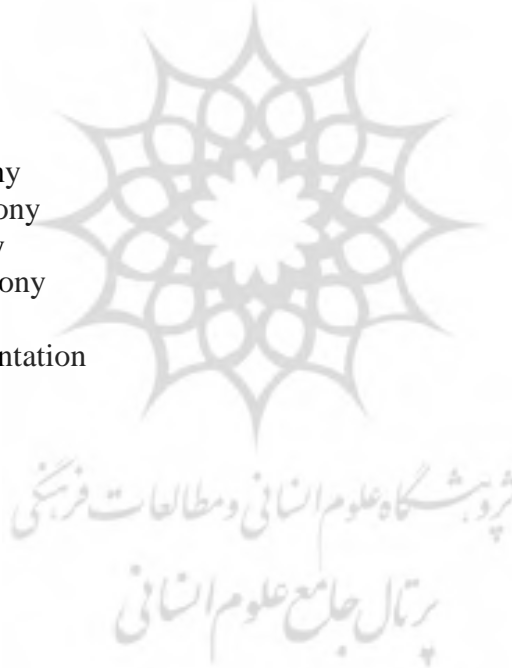 ny
ony
y
ony
ntation
پژوهشگاه علوم انسانی و مطالعات فرهنگی
پرتال جامع علوم انسانی